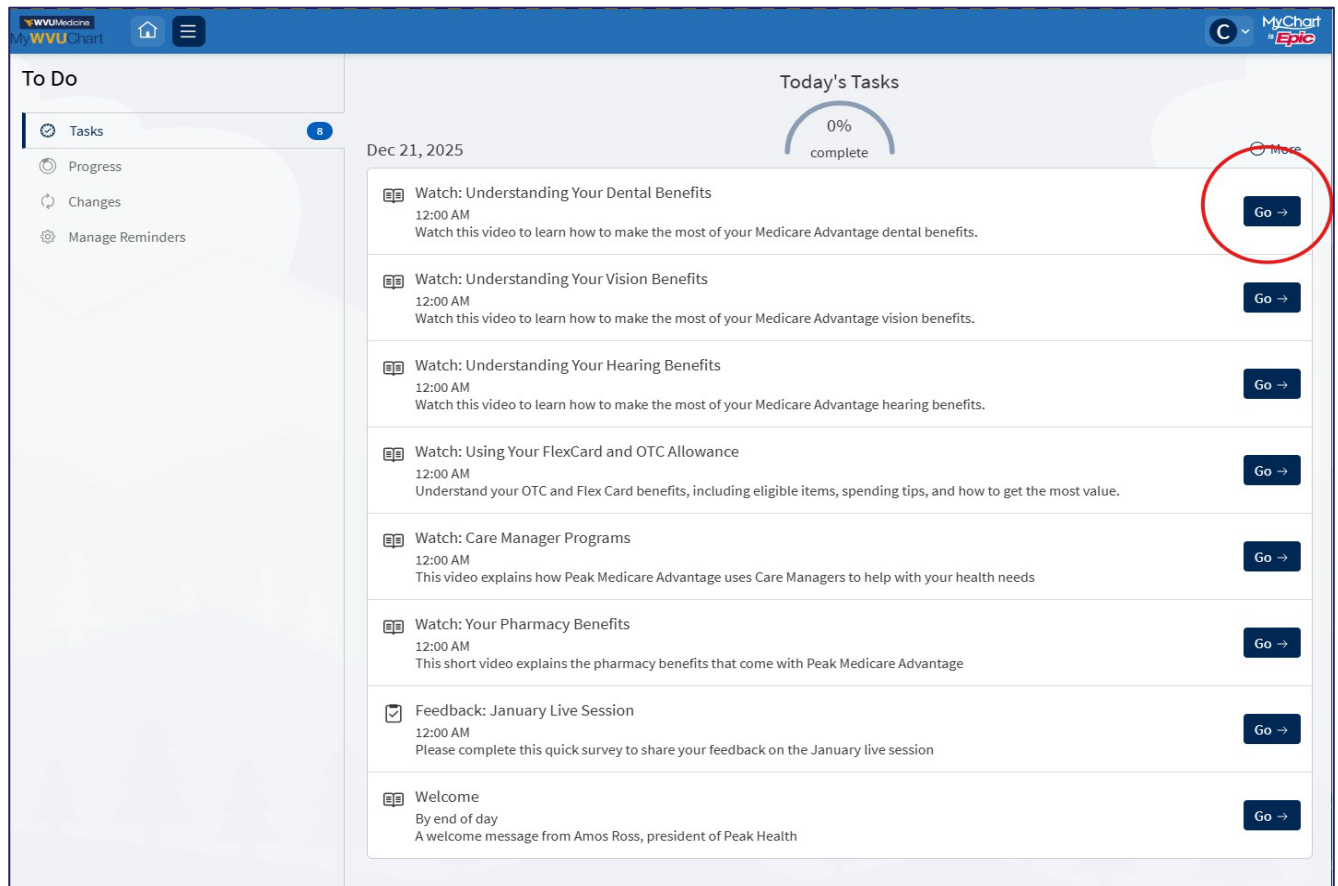 WVUMedicine
MyWVUChart
C
MyChart
is Epic
To Do
Tasks
8
Progress
Changes
Manage Reminders
Today's Tasks
0%
complete
Dec 21, 2025
More
Watch: Understanding Your Dental Benefits
12:00 AM
Watch this video to learn how to make the most of your Medicare Advantage dental benefits.
Go →
Watch: Understanding Your Vision Benefits
12:00 AM
Watch this video to learn how to make the most of your Medicare Advantage vision benefits.
Go →
Watch: Understanding Your Hearing Benefits
12:00 AM
Watch this video to learn how to make the most of your Medicare Advantage hearing benefits.
Go →
Watch: Using Your FlexCard and OTC Allowance
12:00 AM
Understand your OTC and Flex Card benefits, including eligible items, spending tips, and how to get the most value.
Go →
Watch: Care Manager Programs
12:00 AM
This video explains how Peak Medicare Advantage uses Care Managers to help with your health needs
Go →
Watch: Your Pharmacy Benefits
12:00 AM
This short video explains the pharmacy benefits that come with Peak Medicare Advantage
Go →
Feedback: January Live Session
12:00 AM
Please complete this quick survey to share your feedback on the January live session
Go →
Welcome
By end of day
A welcome message from Amos Ross, president of Peak Health
Go →